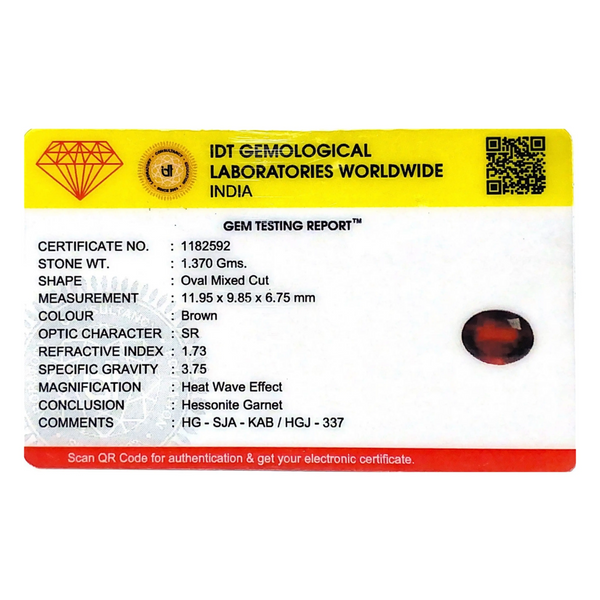 IDT GEMOLOGICAL
LABORATORIES WORLDWIDE
INDIA
GEM TESTING REPORT™
CERTIFICATE NO. : 1182592
STONE WT. : 1.370 Gms.
SHAPE : Oval Mixed Cut
MEASUREMENT : 11.95 x 9.85 x 6.75 mm
COLOUR : Brown
OPTIC CHARACTER : SR
REFRACTIVE INDEX : 1.73
SPECIFIC GRAVITY : 3.75
MAGNIFICATION : Heat Wave Effect
CONCLUSION : Hessonite Garnet
COMMENTS : HG - SJA - KAB / HGJ - 337
Scan QR Code for authentication & get your electronic certificate.